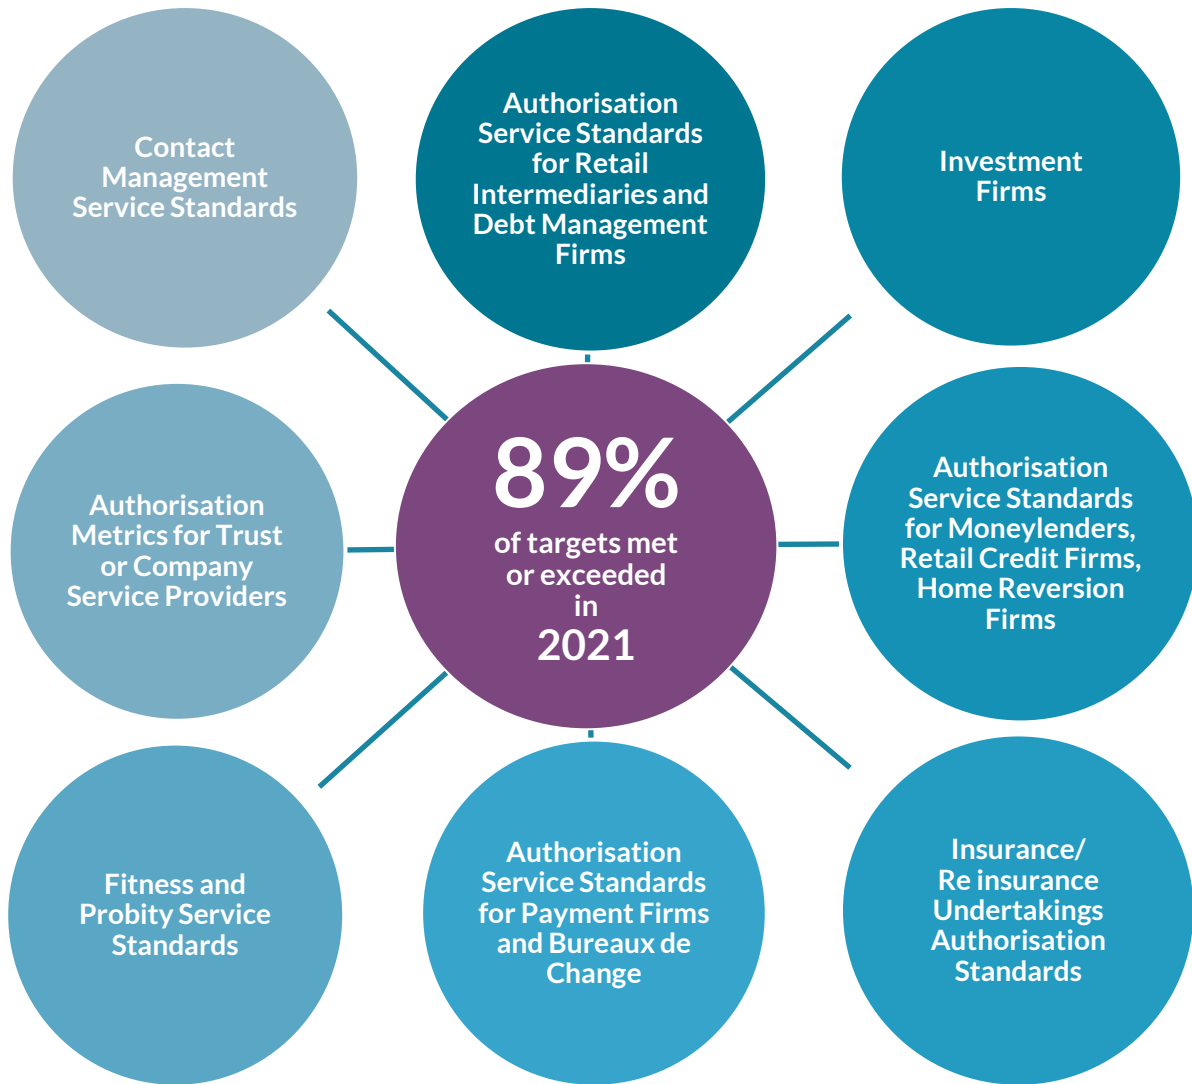 Contact
Management
Service Standards
Authorisation
Service Standards
for Retail
Intermediaries and
Debt Management
Firms
Investment
Firms
Authorisation
Metrics for Trust
or Company
Service Providers
89%
of targets met
or exceeded
in
2021
Authorisation
Service Standards
for Moneylenders,
Retail Credit Firms,
Home Reversion
Firms
Fitness and
Probity Service
Standards
Authorisation
Service Standards
for Payment Firms
and Bureaux de
Change
Insurance/
Re insurance
Undertakings
Authorisation
Standards